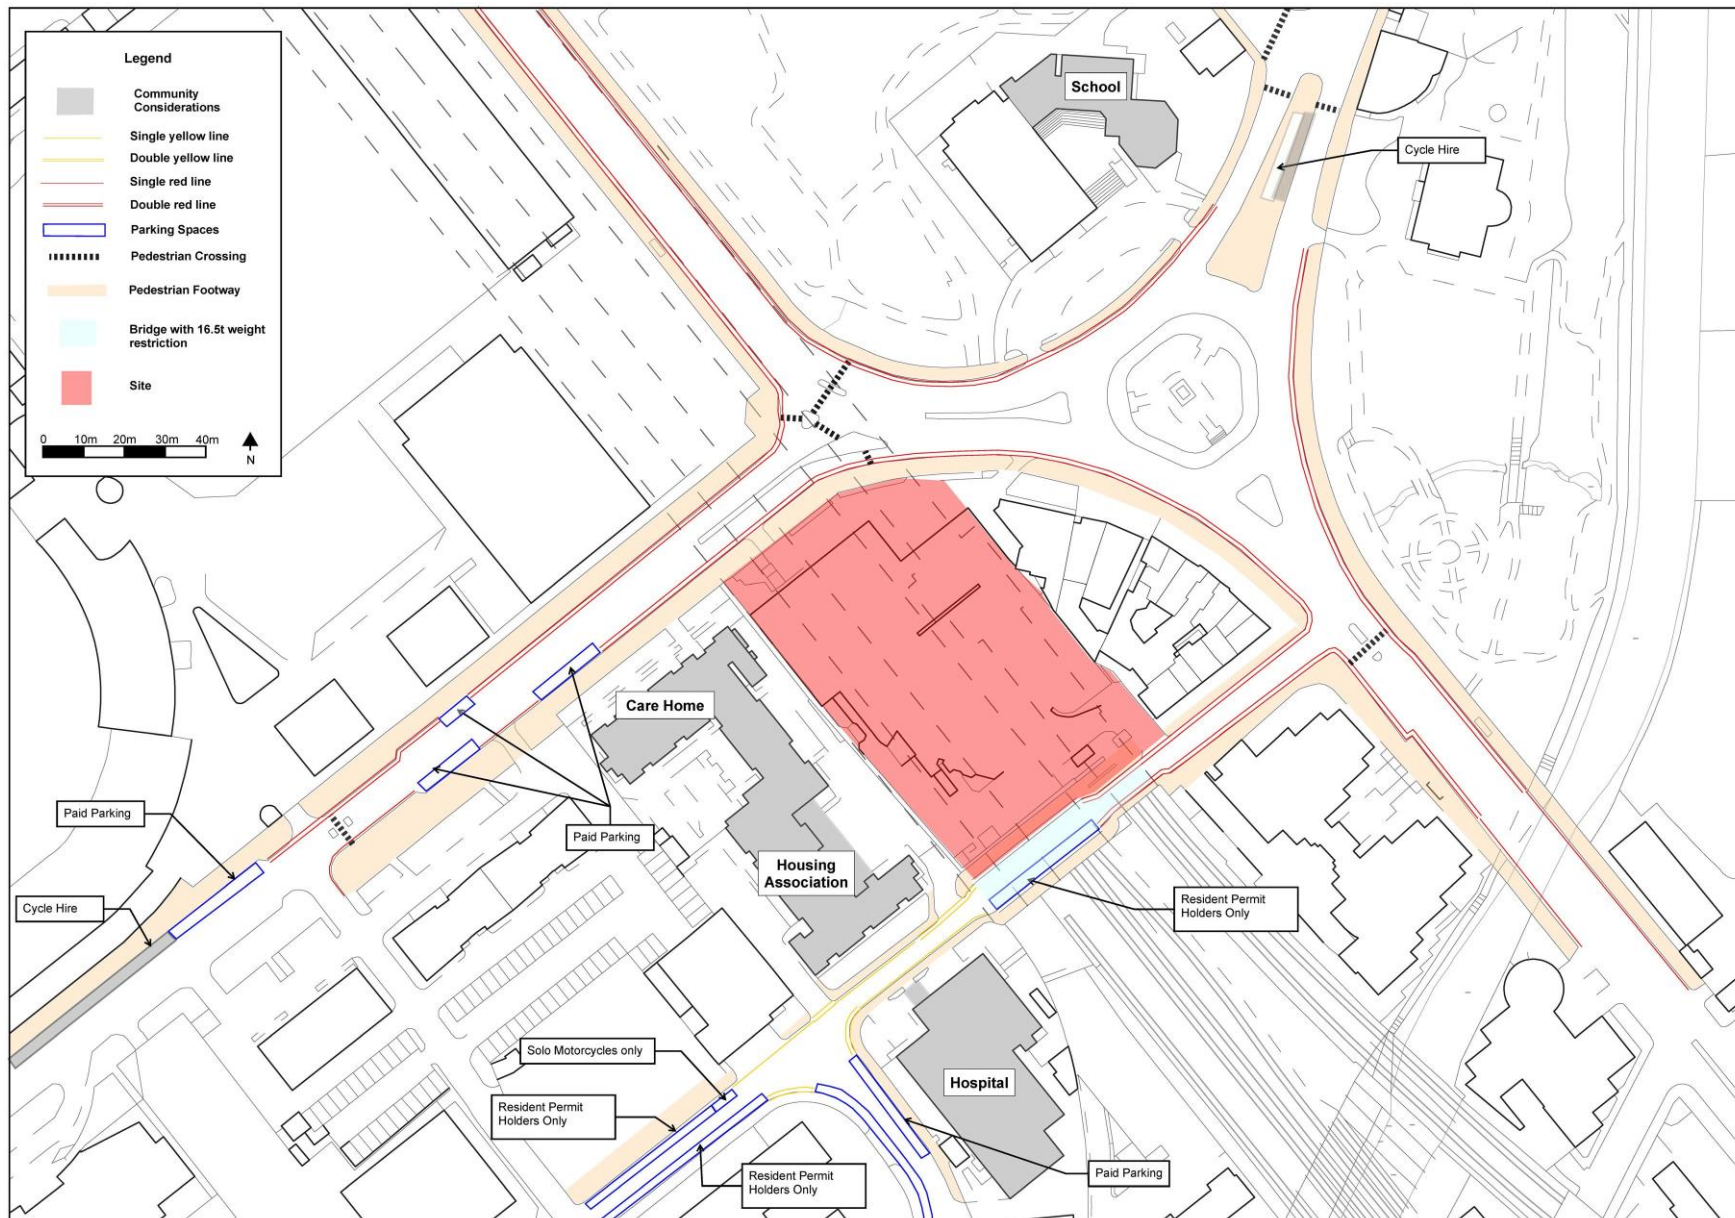 Legend
Community
Considerations
Single yellow line
Double yellow line
Single red line
Double red line
Parking Spaces
Pedestrian Crossing
Pedestrian Footway
Bridge with 16.5t weight
restriction
Site
0 10m 20m 30m 40m
N
School
Cycle Hire
Care Home
Paid Parking
Paid Parking
Housing
Association
Cycle Hire
Resident Permit
Holders Only
Solo Motorcycles only
Hospital
Resident Permit
Holders Only
Resident Permit
Holders Only
Paid Parking